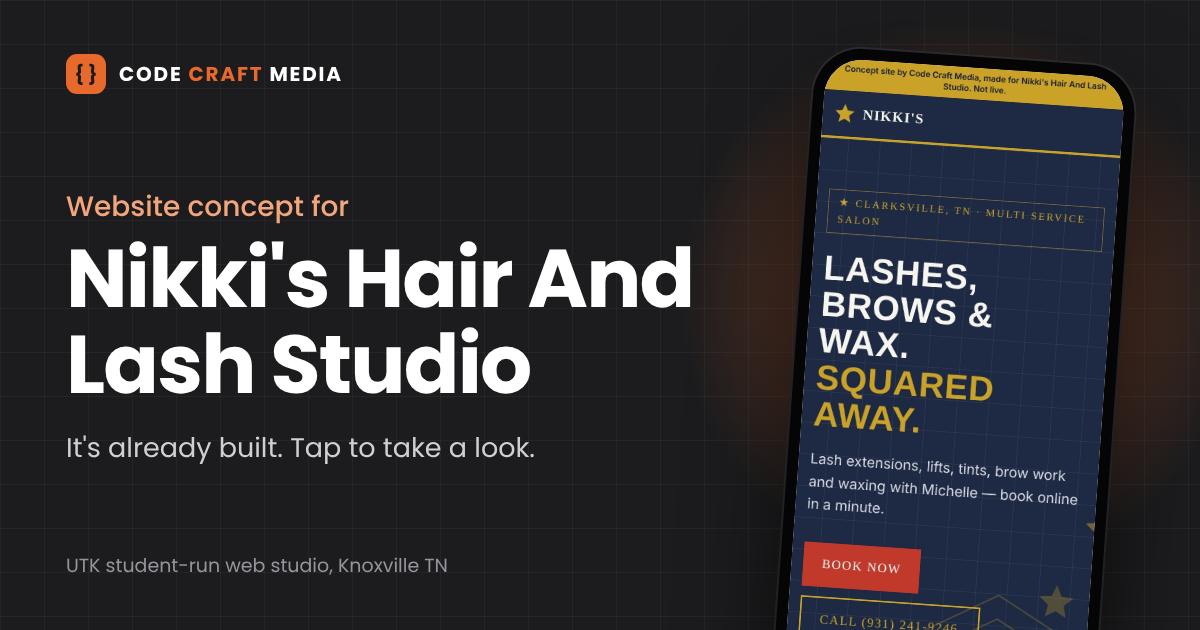 { } CODE CRAFT MEDIA
Website concept for
Nikki's Hair And
Lash Studio
It's already built. Tap to take a look.
UTK student-run web studio, Knoxville TN
Concept site by Code Craft Media, made for Nikki's Hair And Lash
Studio. Not live.
★ NIKKI'S
★ CLARKSVILLE, TN · MULTI SERVICE
SALON
LASHES,
BROWS &
WAX.
SQUARED
AWAY.
Lash extensions, lifts, tints, brow work
and waxing with Michelle — book online
in a minute.
BOOK NOW
CALL (931) 241-9246